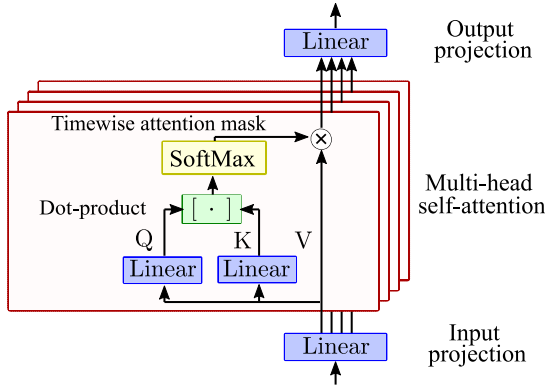 Linear
Output
projection
Timewise attention mask
SoftMax
Multi-head
self-attention
Dot-product
[ · ]
Q
K
V
Linear
Linear
Linear
Input
projection